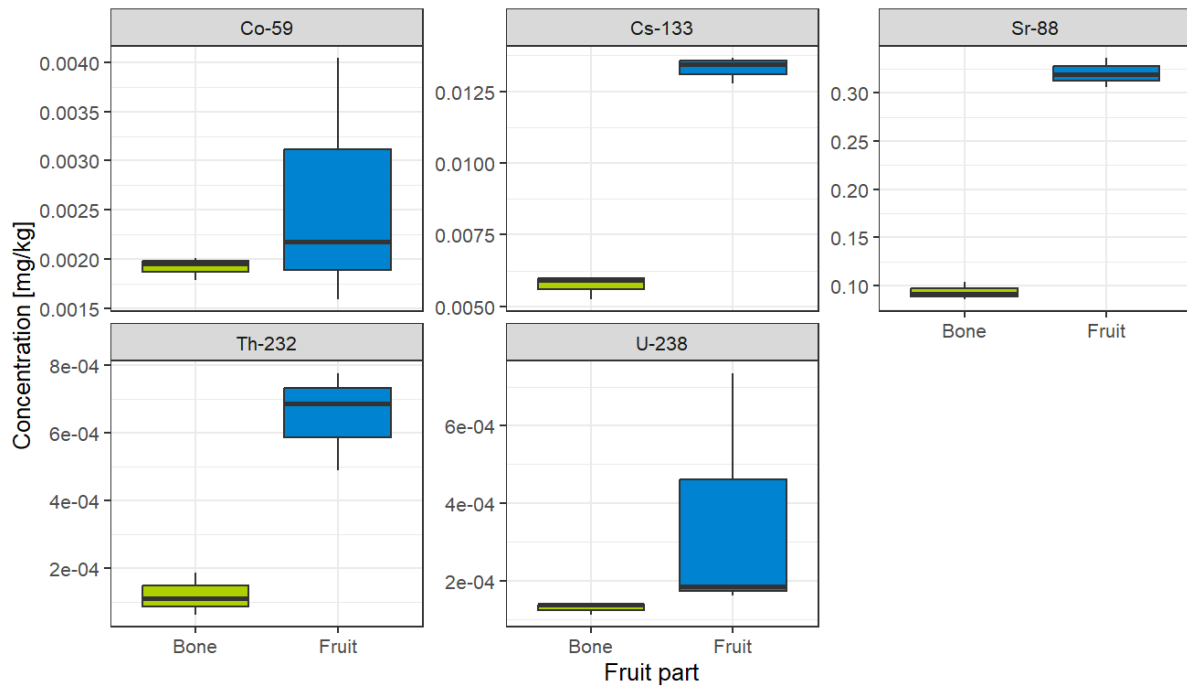 Co-59
Cs-133
Sr-88
0.0040
0.0035
0.0030
0.0025
0.0020
0.0015
0.0125
0.0100
0.0075
0.0050
0.30
0.25
0.20
0.15
0.10
Bone
Fruit
Th-232
U-238
8e-04
6e-04
4e-04
2e-04
6e-04
4e-04
2e-04
Bone
Fruit
Bone
Fruit
Concentration [mg/kg]
Fruit part